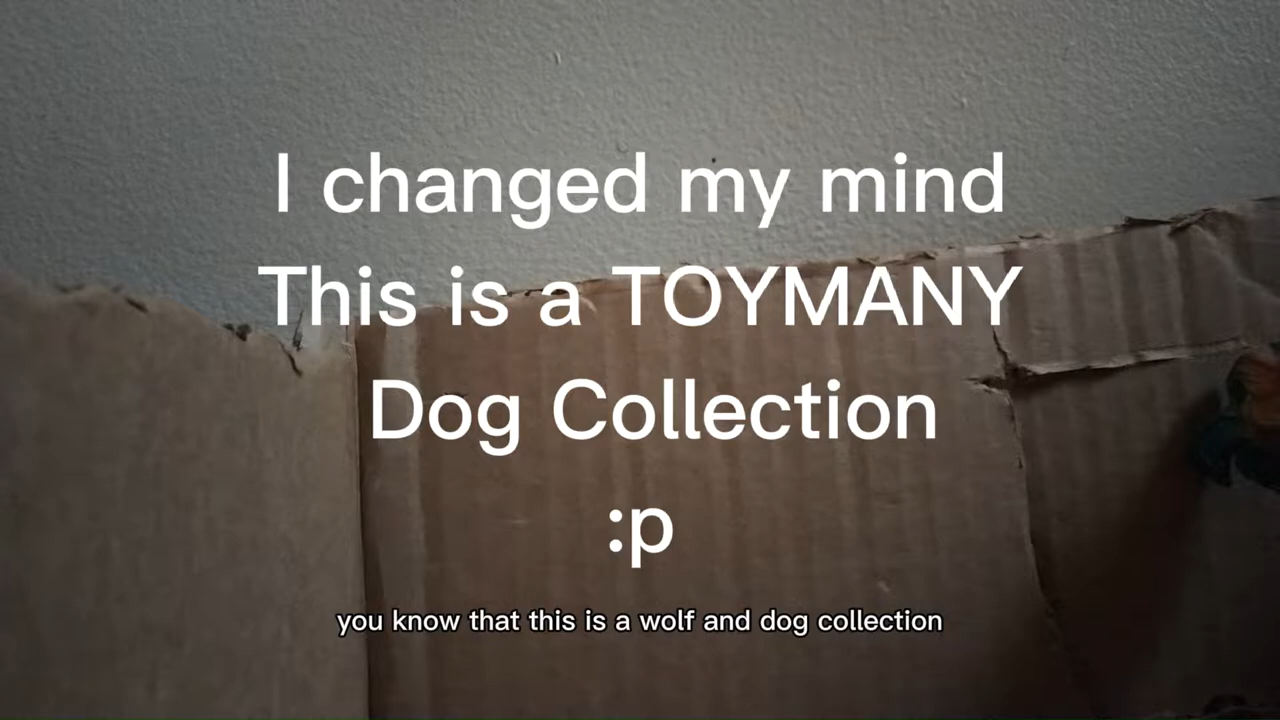 I changed my mind
This is a TOYMANY
Dog Collection
:p
you know that this is a wolf and dog collection